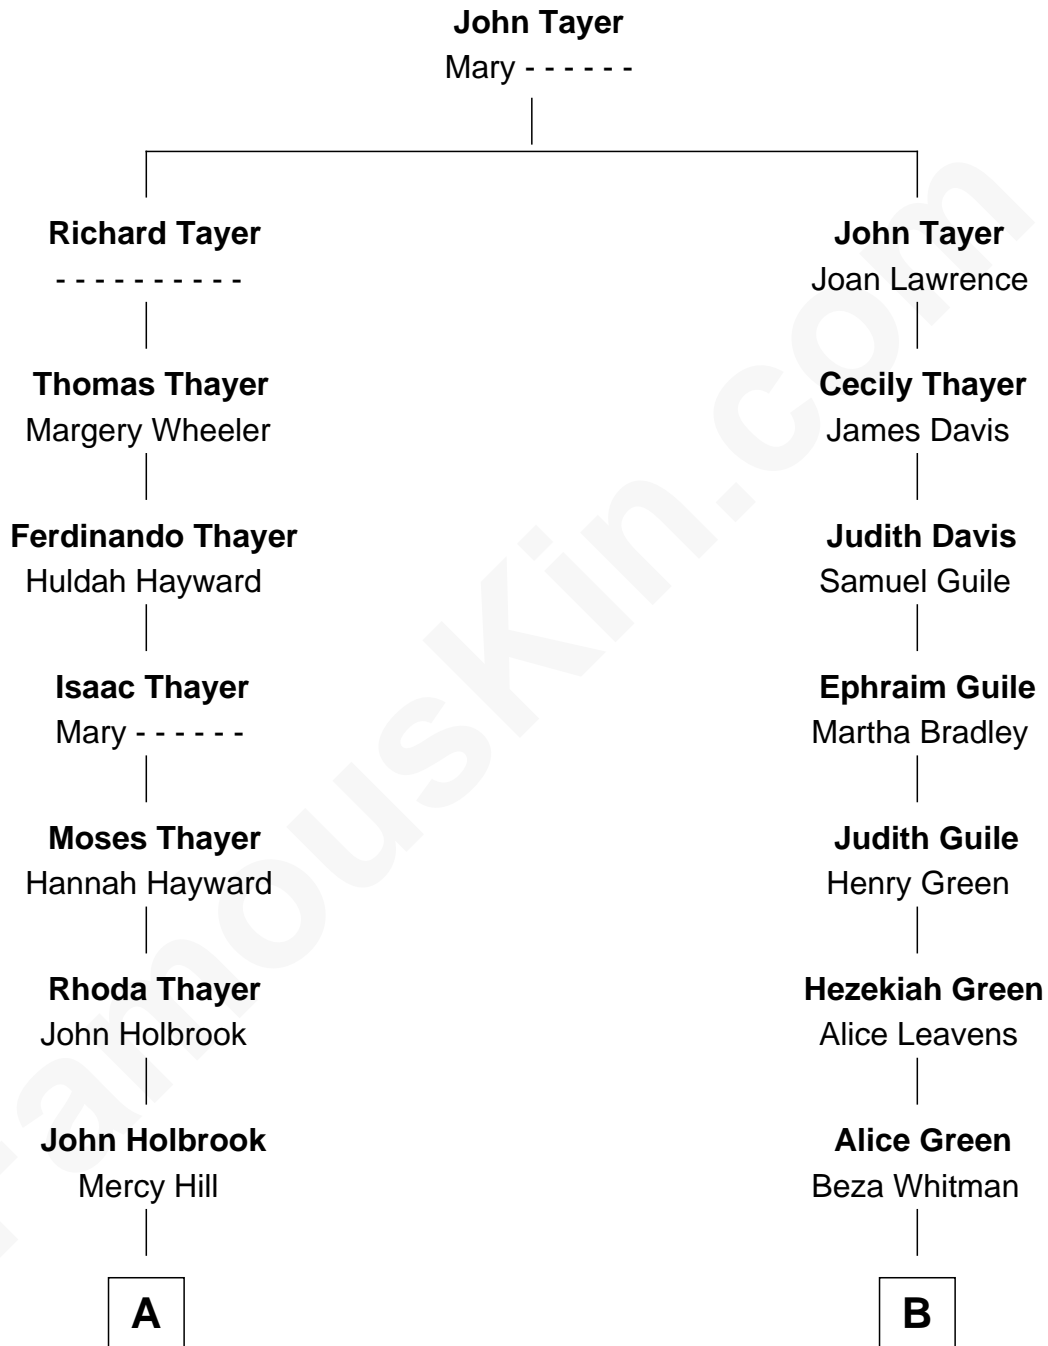 John Tayer
Mary - - - - - -
Richard Tayer
- - - - - - - - - -
John Tayer
Joan Lawrence
Thomas Thayer
Margery Wheeler
Cecily Thayer
James Davis
Ferdinando Thayer
Huldah Hayward
Judith Davis
Samuel Guile
Isaac Thayer
Mary - - - - - -
Ephraim Guile
Martha Bradley
Moses Thayer
Hannah Hayward
Judith Guile
Henry Green
Rhoda Thayer
John Holbrook
Hezekiah Green
Alice Leavens
John Holbrook
Mercy Hill
Alice Green
Beza Whitman
A
B
FamousKin.com